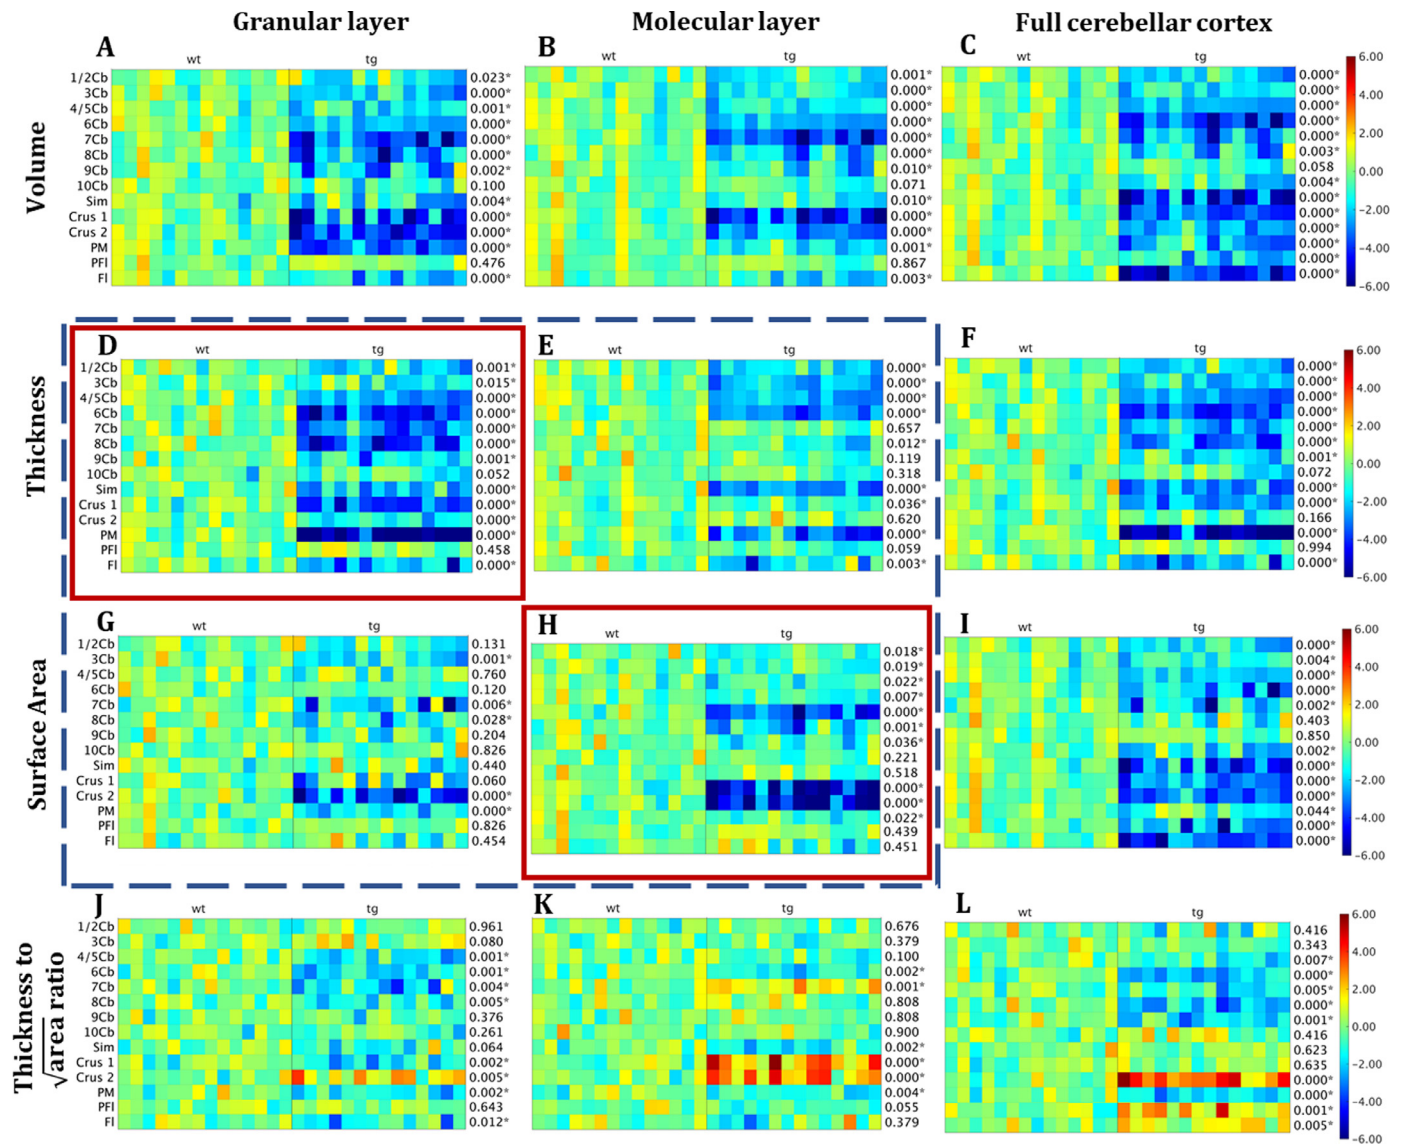 Granular layer Molecular layer Full cerebellar cortex
Volume
A
wt tg
1/2Cb 0.023*
3Cb 0.000*
4/5Cb 0.001*
6Cb 0.000*
7Cb 0.000*
8Cb 0.000*
9Cb 0.002*
10Cb 0.100
Sim 0.004*
Crus 1 0.000*
Crus 2 0.000*
PM 0.000*
PFl 0.476
Fl 0.000*
B
wt tg
0.001*
0.000*
0.000*
0.000*
0.000*
0.000*
0.010*
0.071
0.010*
0.000*
0.000*
0.001*
0.867
0.003*
C
wt tg
0.000*
0.000*
0.000*
0.000*
0.000*
0.003*
0.058
0.004*
0.000*
0.000*
0.000*
0.000*
0.000*
0.000*
6.00
4.00
2.00
0.00
−2.00
−4.00
−6.00
Thickness
D
wt tg
1/2Cb 0.001*
3Cb 0.015*
4/5Cb 0.000*
6Cb 0.000*
7Cb 0.000*
8Cb 0.000*
9Cb 0.001*
10Cb 0.052
Sim 0.000*
Crus 1 0.000*
Crus 2 0.000*
PM 0.000*
PFl 0.458
Fl 0.000*
E
wt tg
0.000*
0.000*
0.000*
0.000*
0.657
0.012*
0.119
0.318
0.000*
0.036*
0.620
0.000*
0.059
0.003*
F
wt tg
0.000*
0.000*
0.000*
0.000*
0.000*
0.000*
0.001*
0.072
0.000*
0.000*
0.166
0.000*
0.994
0.000*
6.00
4.00
2.00
0.00
−2.00
−4.00
−6.00
Surface Area
G
wt tg
1/2Cb 0.131
3Cb 0.001*
4/5Cb 0.760
6Cb 0.120
7Cb 0.006*
8Cb 0.028*
9Cb 0.204
10Cb 0.826
Sim 0.440
Crus 1 0.060
Crus 2 0.000*
PM 0.000*
PFl 0.826
Fl 0.454
H
wt tg
0.018*
0.019*
0.022*
0.007*
0.000*
0.001*
0.036*
0.221
0.518
0.000*
0.000*
0.022*
0.439
0.451
I
wt tg
0.000*
0.004*
0.000*
0.000*
0.002*
0.403
0.850
0.002*
0.000*
0.000*
0.000*
0.044*
0.000*
0.000*
6.00
4.00
2.00
0.00
−2.00
−4.00
−6.00
Thickness to
√area ratio
J
wt tg
1/2Cb 0.961
3Cb 0.080
4/5Cb 0.001*
6Cb 0.001*
7Cb 0.004*
8Cb 0.005*
9Cb 0.376
10Cb 0.261
Sim 0.064
Crus 1 0.002*
Crus 2 0.005*
PM 0.002*
PFl 0.643
Fl 0.012*
K
wt tg
0.676
0.379
0.100
0.002*
0.001*
0.808
0.808
0.900
0.002*
0.000*
0.000*
0.004*
0.055
0.379
L
wt tg
0.416
0.343
0.007*
0.000*
0.005*
0.000*
0.001*
0.416
0.623
0.635
0.000*
0.000*
0.001*
0.005*
6.00
4.00
2.00
0.00
−2.00
−4.00
−6.00